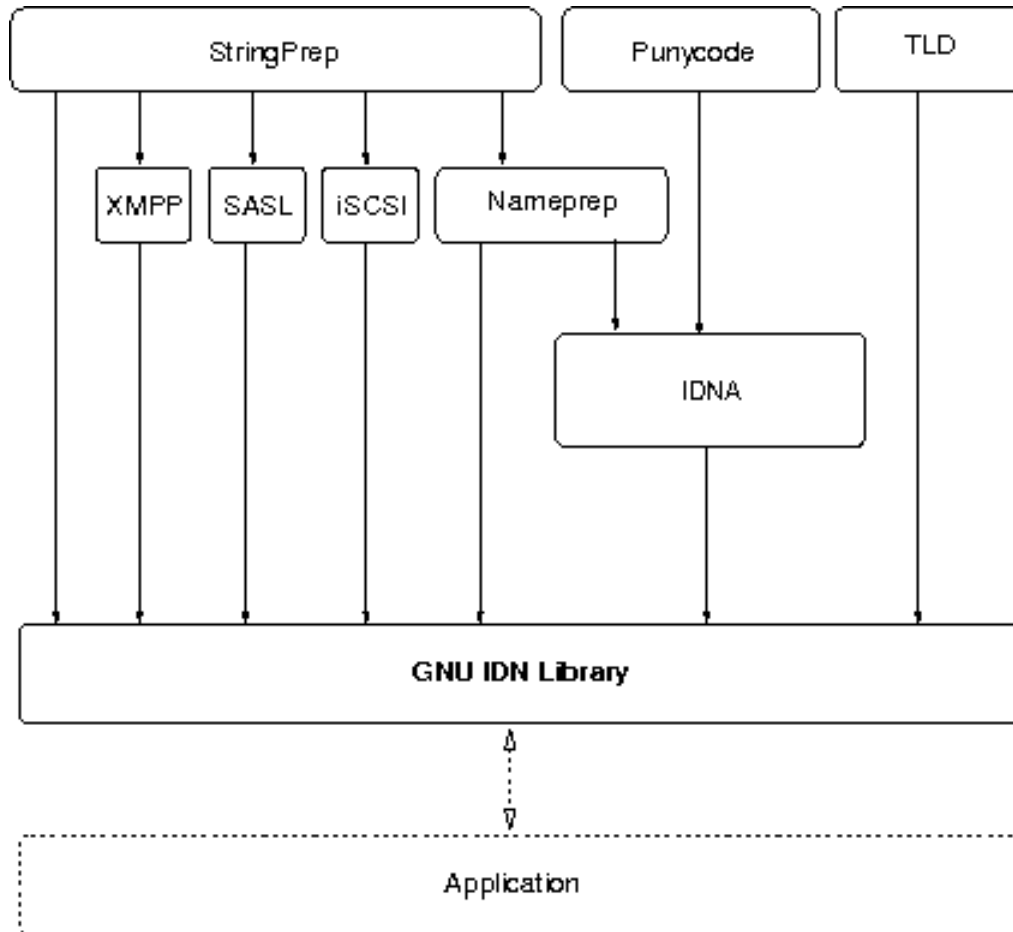 StringPrep
Punycode
TLD
XMPP
SASL
iSCSI
Nameprep
IDNA
GNU IDN Library
Application